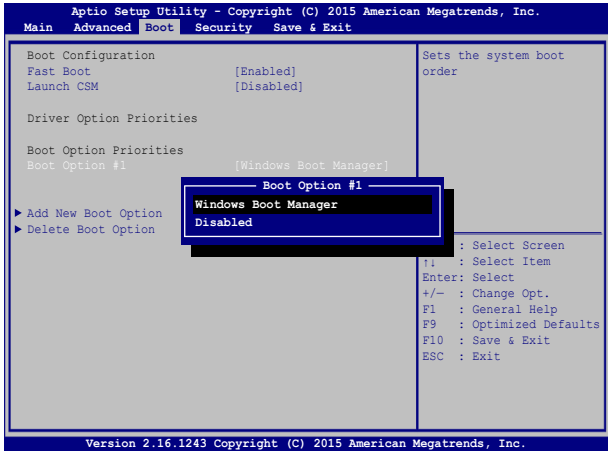 Aptio Setup Utility - Copyright (C) 2015 American Megatrends, Inc.
Main Advanced Boot Security Save & Exit
Boot Configuration
Fast Boot [Enabled]
Launch CSM [Disabled]
Driver Option Priorities
Boot Option Priorities
Boot Option #1 [Windows Boot Manager]
Add New Boot Option
Delete Boot Option
Boot Option #1
Windows Boot Manager
Disabled
Sets the system boot
order
: Select Screen
↑↓ : Select Item
Enter: Select
+/— : Change Opt.
F1 : General Help
F9 : Optimized Defaults
F10 : Save & Exit
ESC : Exit
Version 2.16.1243 Copyright (C) 2015 American Megatrends, Inc.